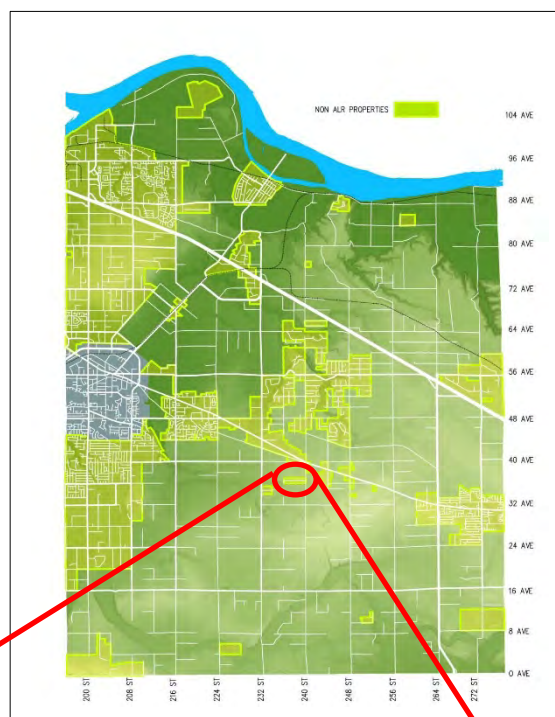 NON ALR PROPERTIES
104 AVE
96 AVE
88 AVE
80 AVE
72 AVE
64 AVE
56 AVE
48 AVE
40 AVE
32 AVE
24 AVE
16 AVE
8 AVE
0 AVE
200 ST
208 ST
216 ST
224 ST
232 ST
240 ST
248 ST
256 ST
264 ST
272 ST